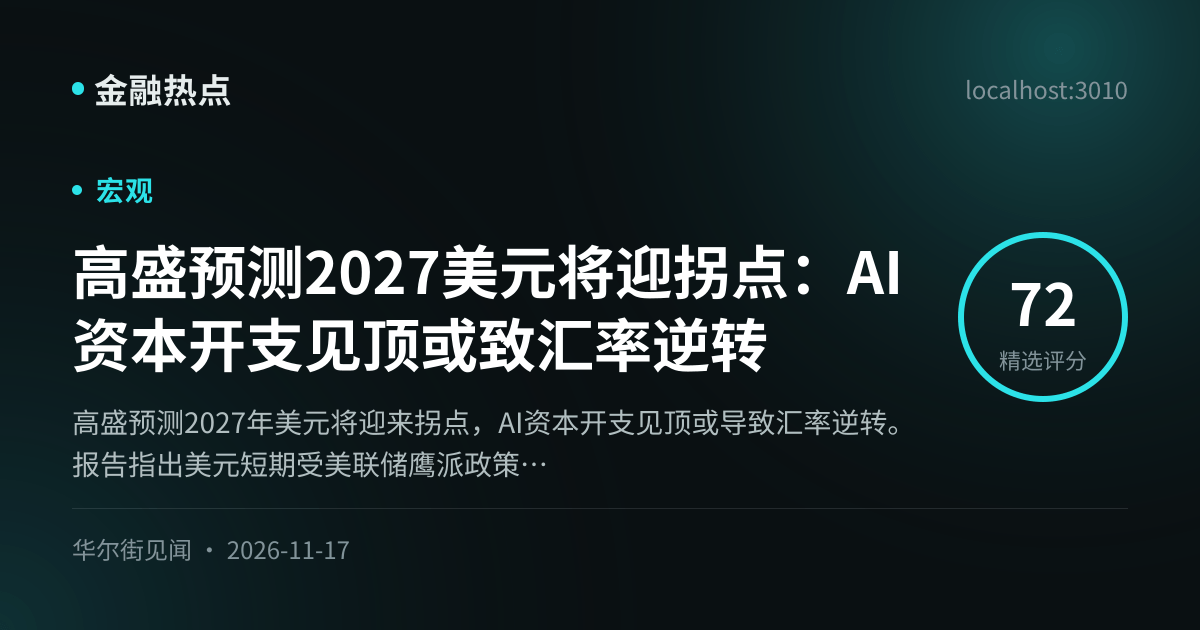 金融热点
localhost:3010
宏观
高盛预测2027美元将迎拐点：AI
资本开支见顶或致汇率逆转
72
精选评分
高盛预测2027年美元将迎来拐点，AI资本开支见顶或导致汇率逆转。
报告指出美元短期受美联储鹰派政策…
华尔街见闻 · 2026-11-17